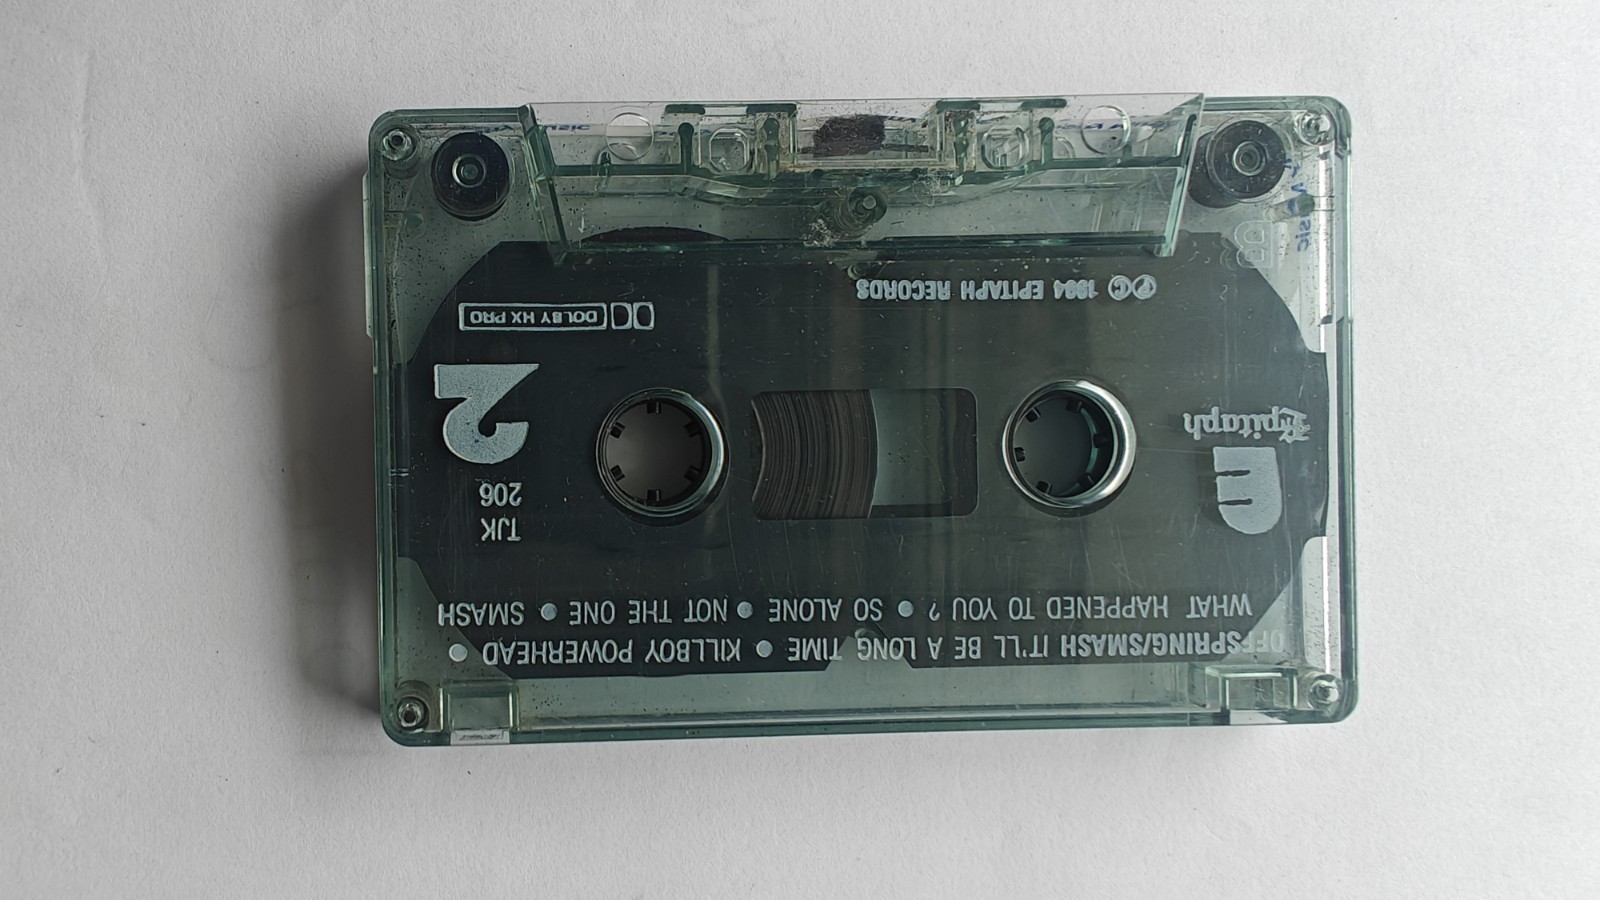 OFFSPRING/SMASH IT'LL BE A LONG TIME ● KILLBOY POWERHEAD ●
WHAT HAPPENED TO YOU ? ● SO ALONE ● NOT THE ONE ● SMASH
TJK
206
2
E
Epitaph
DOLBY HX PRO
℗© 1994 EPITAPH RECORDS
B